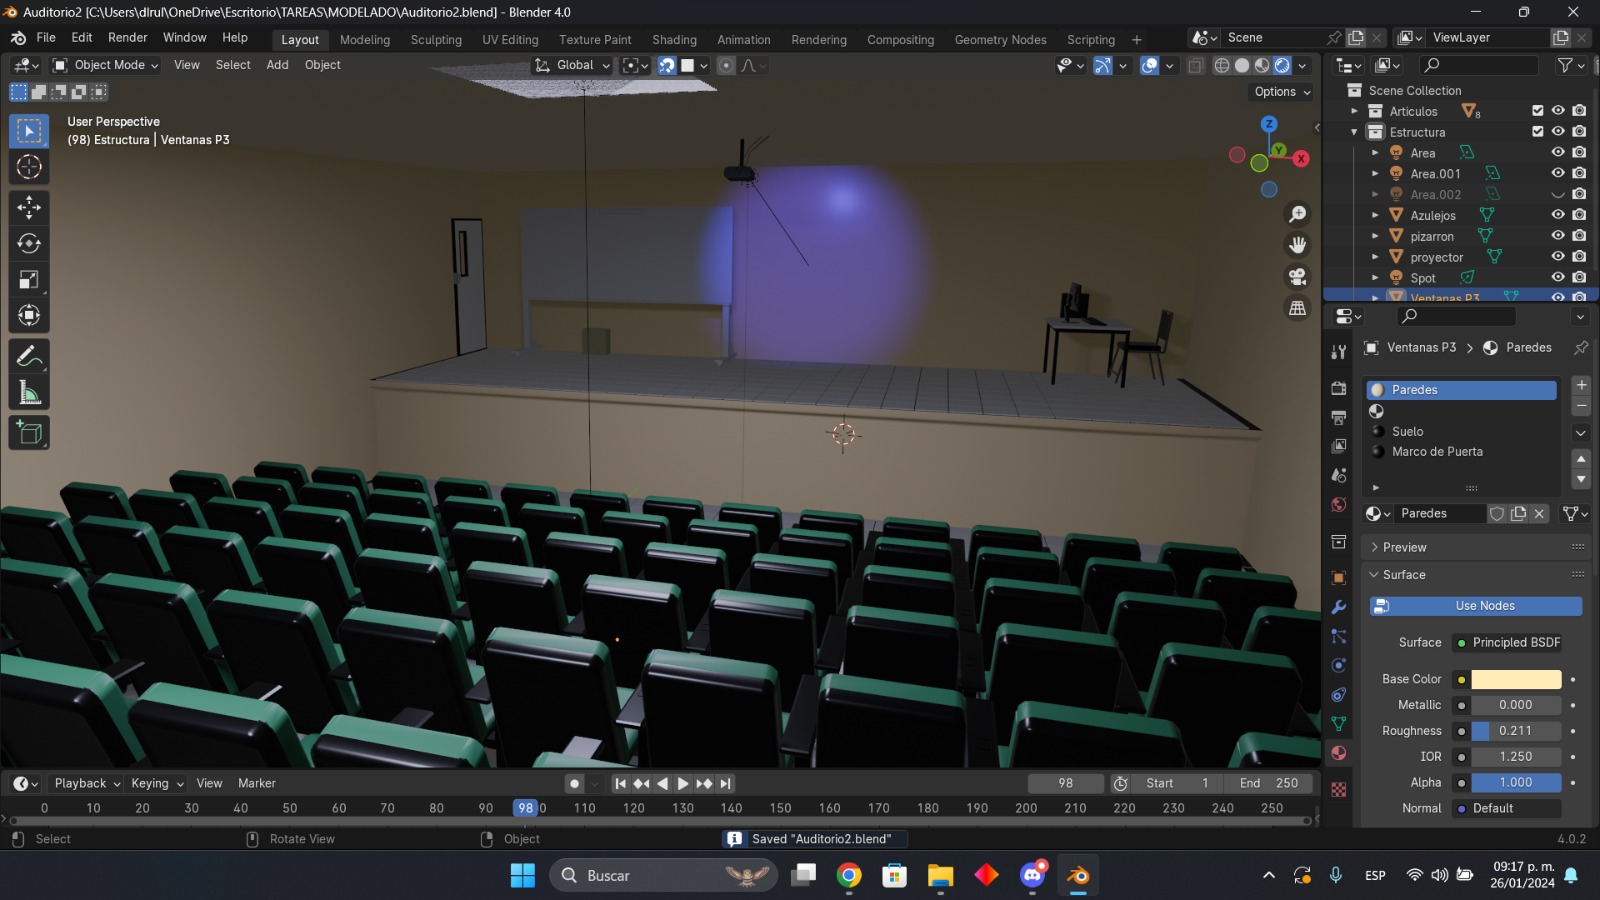 Auditorio2 [C:\Users\dlrul\OneDrive\Escritorio\TAREAS\MODELADO\Auditorio2.blend] - Blender 4.0
File Edit Render Window Help Layout Modeling Sculpting UV Editing Texture Paint Shading Animation Rendering Compositing Geometry Nodes Scripting + Scene ViewLayer
Object Mode View Select Add Object Global
Options
User Perspective
(98) Estructura | Ventanas P3
Z
Y
X
Scene Collection
Articulos 8
Estructura
Area
Area.001
Area.002
Azulejos
pizarron
proyector
Spot
Ventanas P3
Ventanas P3 > Paredes
Paredes
Suelo
Marco de Puerta
Paredes
Preview
Surface
Use Nodes
Surface Principled BSDF
Base Color
Metallic 0.000
Roughness 0.211
IOR 1.250
Alpha 1.000
Normal Default
Playback Keying View Marker 98 Start 1 End 250
0 10 20 30 40 50 60 70 80 90 98 0 110 120 130 140 150 160 170 180 190 200 210 220 230 240 250
Select Rotate View Object Saved "Auditorio2.blend" 4.0.2
Buscar
ESP
09:17 p. m.
26/01/2024